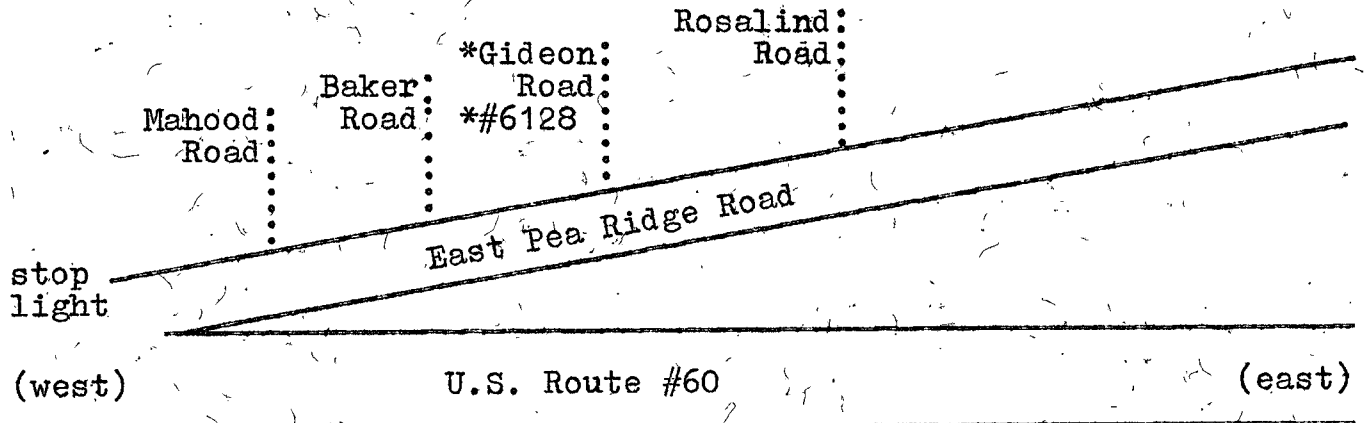 Rosalind
Road
*Gideon
Road
*#6128
Baker
Road
Mahood
Road
East Pea Ridge Road
stop
light
(west) U.S. Route #60 (east)